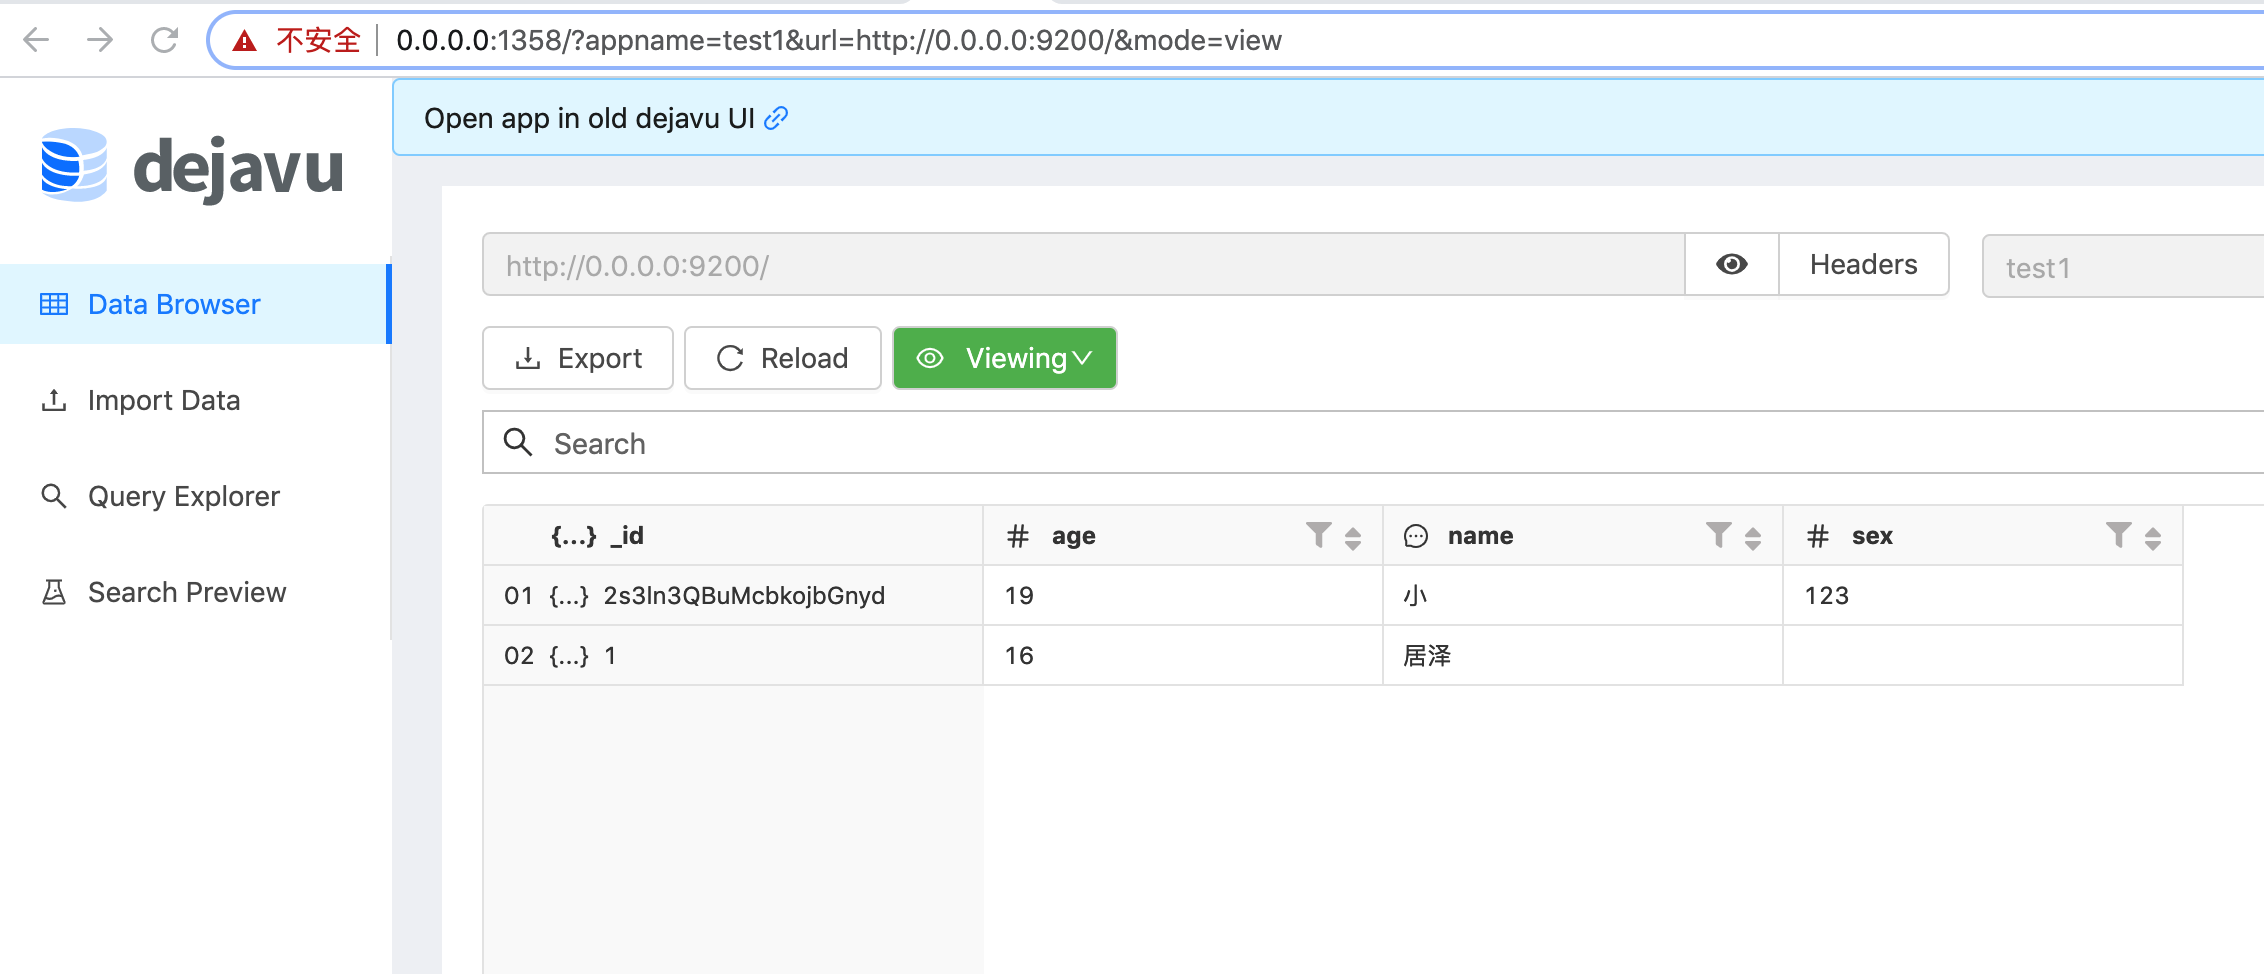 不安全 0.0.0.0:1358/?appname=test1&url=http://0.0.0.0:9200/&mode=view
dejavu
Open app in old dejavu UI
Data Browser
Import Data
Query Explorer
Search Preview
http://0.0.0.0:9200/ Headers test1
Export Reload Viewing
Search
{...} _id # age name # sex
01 {...} 2s3ln3QBuMcbkojbGnyd 19 小 123
02 {...} 1 16 居泽